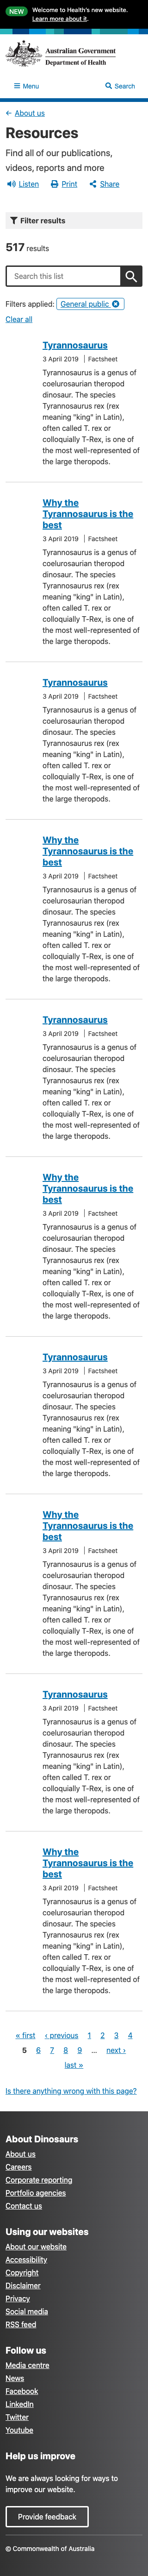 NEW Welcome to Health's new website.
Learn more about it.
Australian Government
Department of Health
Menu Search
About us
Resources
Find all of our publications,
videos, reports and more
Listen Print Share
Filter results
517 results
Search this list
Filters applied: General public
Clear all
Tyrannosaurus
3 April 2019 | Factsheet
Tyrannosaurus is a genus of
coelurosaurian theropod
dinosaur. The species
Tyrannosaurus rex (rex
meaning "king" in Latin),
often called T. rex or
colloquially T-Rex, is one of
the most well-represented of
the large theropods.
Why the
Tyrannosaurus is the
best
3 April 2019 | Factsheet
Tyrannosaurus is a genus of
coelurosaurian theropod
dinosaur. The species
Tyrannosaurus rex (rex
meaning "king" in Latin),
often called T. rex or
colloquially T-Rex, is one of
the most well-represented of
the large theropods.
Tyrannosaurus
3 April 2019 | Factsheet
Tyrannosaurus is a genus of
coelurosaurian theropod
dinosaur. The species
Tyrannosaurus rex (rex
meaning "king" in Latin),
often called T. rex or
colloquially T-Rex, is one of
the most well-represented of
the large theropods.
Why the
Tyrannosaurus is the
best
3 April 2019 | Factsheet
Tyrannosaurus is a genus of
coelurosaurian theropod
dinosaur. The species
Tyrannosaurus rex (rex
meaning "king" in Latin),
often called T. rex or
colloquially T-Rex, is one of
the most well-represented of
the large theropods.
Tyrannosaurus
3 April 2019 | Factsheet
Tyrannosaurus is a genus of
coelurosaurian theropod
dinosaur. The species
Tyrannosaurus rex (rex
meaning "king" in Latin),
often called T. rex or
colloquially T-Rex, is one of
the most well-represented of
the large theropods.
Why the
Tyrannosaurus is the
best
3 April 2019 | Factsheet
Tyrannosaurus is a genus of
coelurosaurian theropod
dinosaur. The species
Tyrannosaurus rex (rex
meaning "king" in Latin),
often called T. rex or
colloquially T-Rex, is one of
the most well-represented of
the large theropods.
Tyrannosaurus
3 April 2019 | Factsheet
Tyrannosaurus is a genus of
coelurosaurian theropod
dinosaur. The species
Tyrannosaurus rex (rex
meaning "king" in Latin),
often called T. rex or
colloquially T-Rex, is one of
the most well-represented of
the large theropods.
Why the
Tyrannosaurus is the
best
3 April 2019 | Factsheet
Tyrannosaurus is a genus of
coelurosaurian theropod
dinosaur. The species
Tyrannosaurus rex (rex
meaning "king" in Latin),
often called T. rex or
colloquially T-Rex, is one of
the most well-represented of
the large theropods.
Tyrannosaurus
3 April 2019 | Factsheet
Tyrannosaurus is a genus of
coelurosaurian theropod
dinosaur. The species
Tyrannosaurus rex (rex
meaning "king" in Latin),
often called T. rex or
colloquially T-Rex, is one of
the most well-represented of
the large theropods.
Why the
Tyrannosaurus is the
best
3 April 2019 | Factsheet
Tyrannosaurus is a genus of
coelurosaurian theropod
dinosaur. The species
Tyrannosaurus rex (rex
meaning "king" in Latin),
often called T. rex or
colloquially T-Rex, is one of
the most well-represented of
the large theropods.
« first ‹ previous 1 2 3 4
5 6 7 8 9 ... next ›
last »
Is there anything wrong with this page?
About Dinosaurs
About us
Careers
Corporate reporting
Portfolio agencies
Contact us
Using our websites
About our website
Accessibility
Copyright
Disclaimer
Privacy
Social media
RSS feed
Follow us
Media centre
News
Facebook
LinkedIn
Twitter
Youtube
Help us improve
We are always looking for ways to
improve our website.
Provide feedback
© Commonwealth of Australia